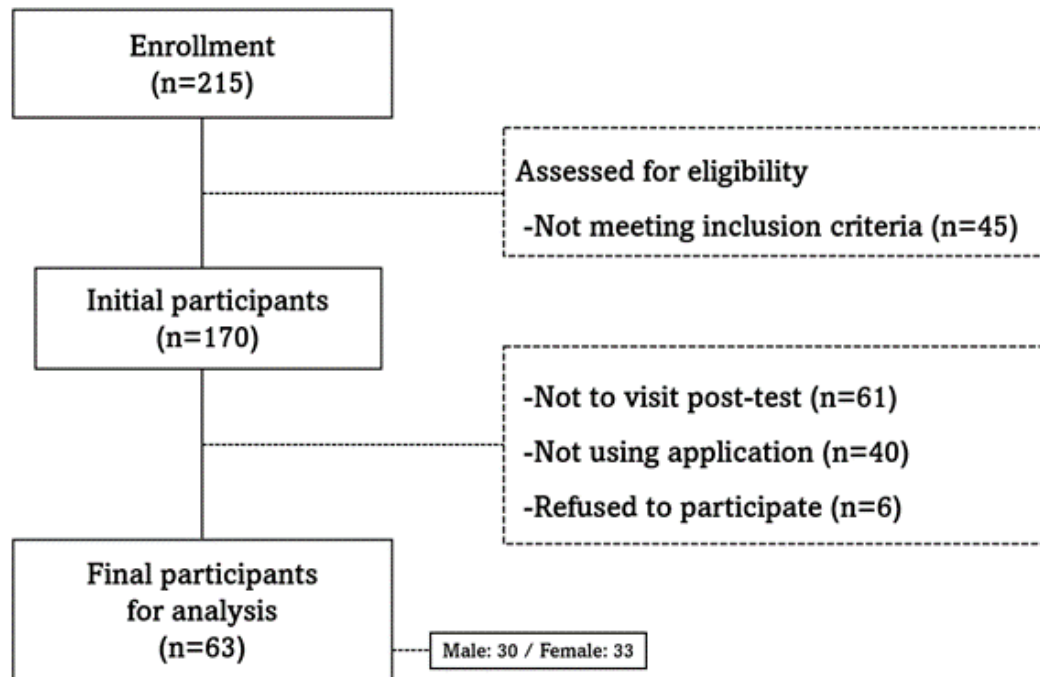 Enrollment
(n=215)
Assessed for eligibility
-Not meeting inclusion criteria (n=45)
Initial participants
(n=170)
-Not to visit post-test (n=61)
-Not using application (n=40)
-Refused to participate (n=6)
Final participants
for analysis
(n=63)
Male: 30 / Female: 33